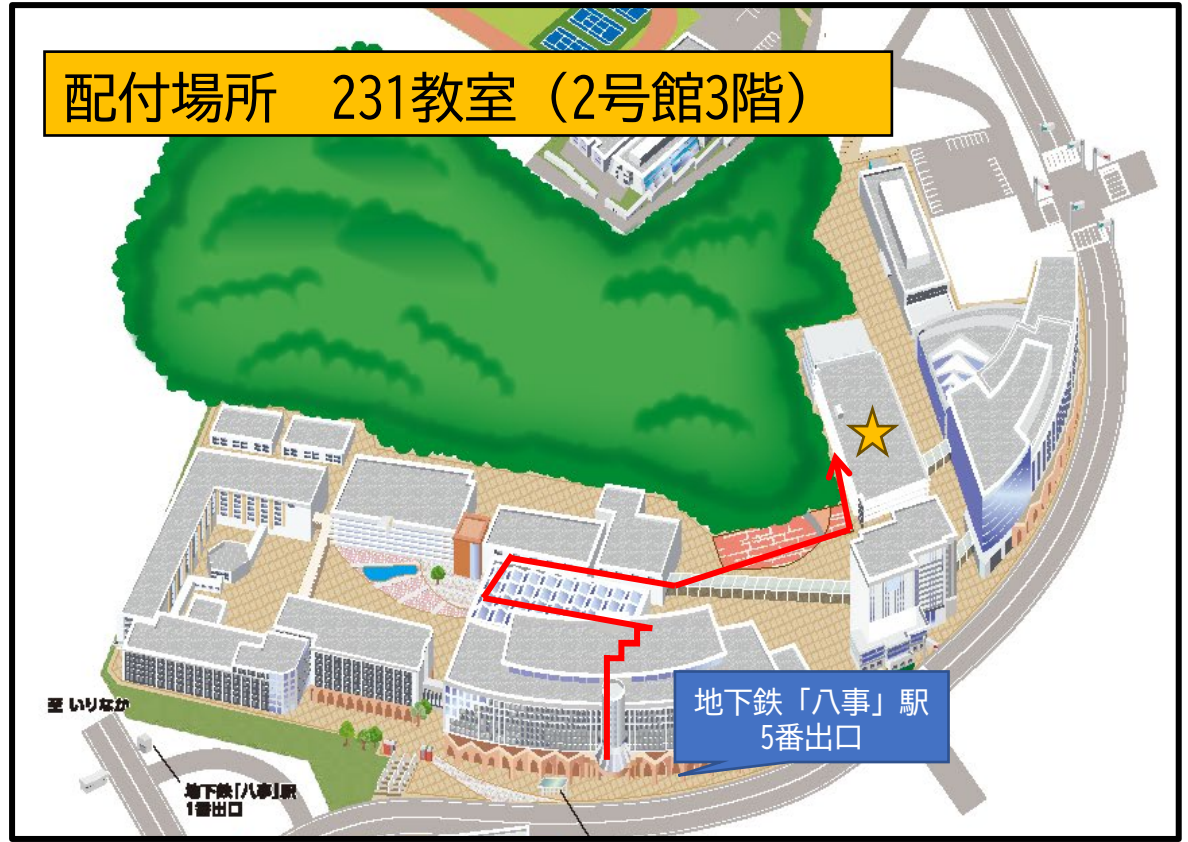 配付場所　231教室（2号館3階）
地下鉄「八事」駅
5番出口
至 いりなか
地下鉄「八事」駅
1番出口